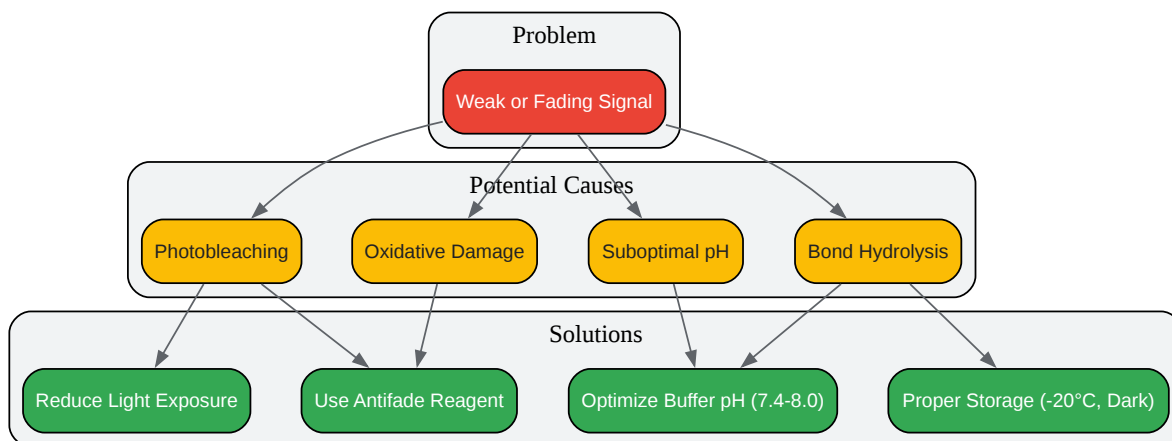 Problem
Weak or Fading Signal
Potential Causes
Photobleaching
Oxidative Damage
Suboptimal pH
Bond Hydrolysis
Solutions
Reduce Light Exposure
Use Antifade Reagent
Optimize Buffer pH (7.4-8.0)
Proper Storage (-20°C, Dark)